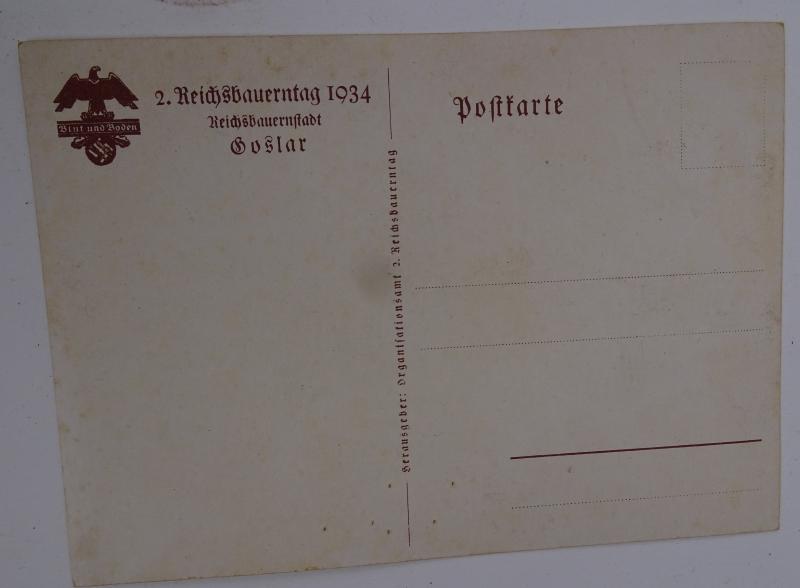 2. Reichsbauerntag 1934
Reichsbauernstadt
Goslar
Blut und Boden
Herausgeber: Organisationsamt 2. Reichsbauerntag
Postkarte